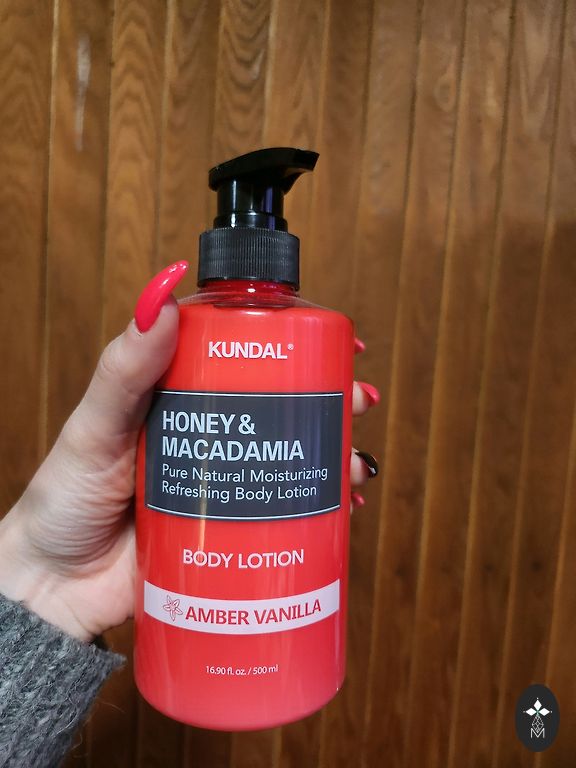 KUNDAL®
HONEY &
MACADAMIA
Pure Natural Moisturizing
Refreshing Body Lotion
BODY LOTION
AMBER VANILLA
16.90 fl. oz. / 500 ml
M